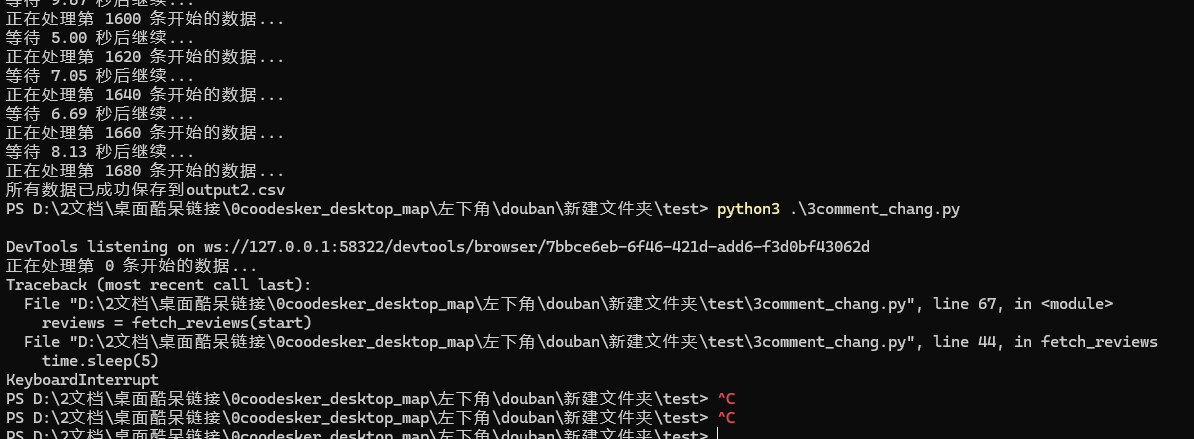 等待 9.87 秒后继续...
正在处理第 1600 条开始的数据...
等待 5.00 秒后继续...
正在处理第 1620 条开始的数据...
等待 7.05 秒后继续...
正在处理第 1640 条开始的数据...
等待 6.69 秒后继续...
正在处理第 1660 条开始的数据...
等待 8.13 秒后继续...
正在处理第 1680 条开始的数据...
所有数据已成功保存到output2.csv
PS D:\2文档\桌面酷呆链接\0coodesker_desktop_map\左下角\douban\新建文件夹\test> python3 .\3comment_chang.py
DevTools listening on ws://127.0.0.1:58322/devtools/browser/7bbce6eb-6f46-421d-add6-f3d0bf43062d
正在处理第 0 条开始的数据...
Traceback (most recent call last):
  File "D:\2文档\桌面酷呆链接\0coodesker_desktop_map\左下角\douban\新建文件夹\test\3comment_chang.py", line 67, in <module>
    reviews = fetch_reviews(start)
  File "D:\2文档\桌面酷呆链接\0coodesker_desktop_map\左下角\douban\新建文件夹\test\3comment_chang.py", line 44, in fetch_reviews
    time.sleep(5)
KeyboardInterrupt
PS D:\2文档\桌面酷呆链接\0coodesker_desktop_map\左下角\douban\新建文件夹\test> ^C
PS D:\2文档\桌面酷呆链接\0coodesker_desktop_map\左下角\douban\新建文件夹\test> ^C
PS D:\2文档\桌面酷呆链接\0coodesker_desktop_map\左下角\douban\新建文件夹\test>